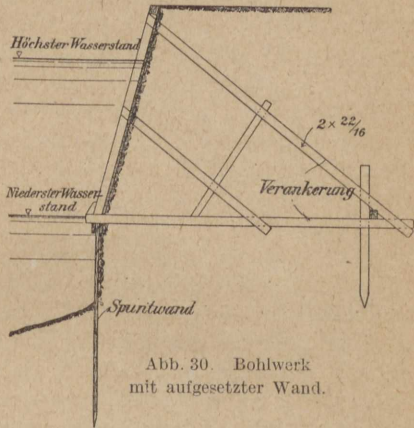 Höchster Wasserstand
2 × 22/16
Niederster Wasser-
stand
Verankerung
Spuntwand
Abb. 30. Bohlwerk
mit aufgesetzter Wand.